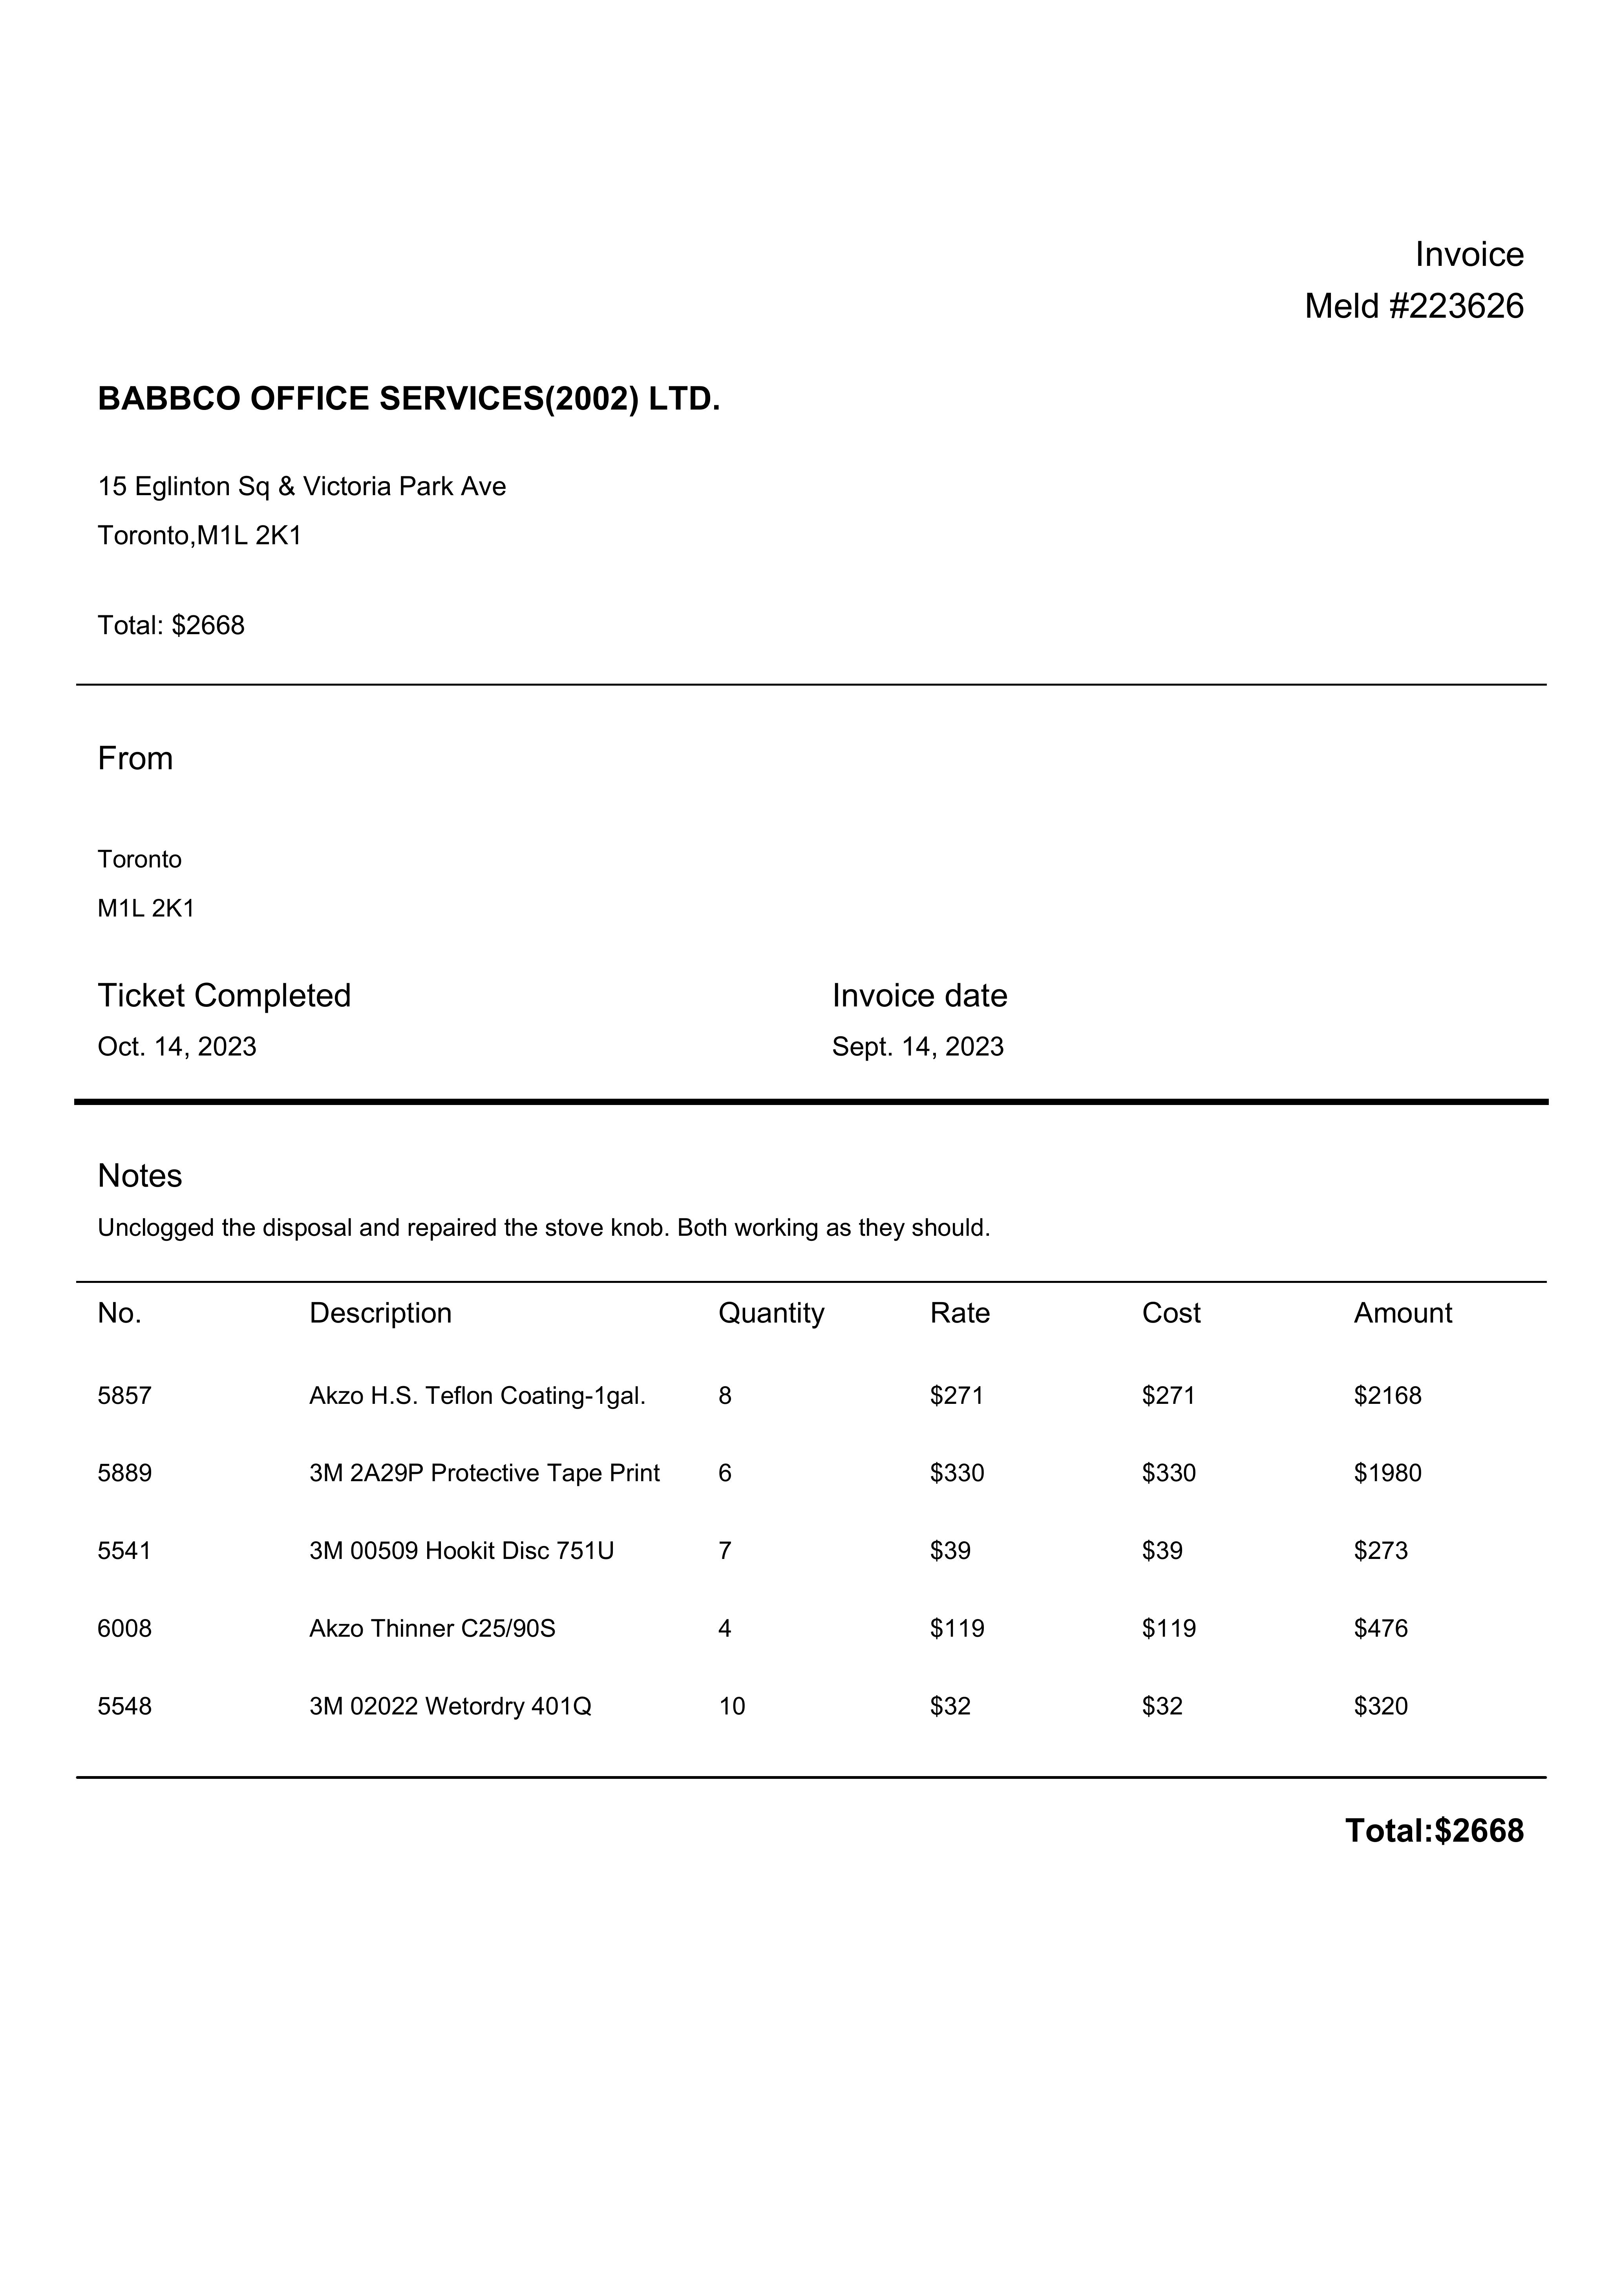 Invoice
Meld #223626
BABBCO OFFICE SERVICES(2002) LTD.
15 Eglinton Sq & Victoria Park Ave
Toronto,M1L 2K1
Total: $2668
From
Toronto
M1L 2K1
Ticket Completed Invoice date
Oct. 14, 2023 Sept. 14, 2023
Notes
Unclogged the disposal and repaired the stove knob. Both working as they should.
No. Description Quantity Rate Cost Amount
5857 Akzo H.S. Teflon Coating-1gal. 8 $271 $271 $2168
5889 3M 2A29P Protective Tape Print 6 $330 $330 $1980
5541 3M 00509 Hookit Disc 751U 7 $39 $39 $273
6008 Akzo Thinner C25/90S 4 $119 $119 $476
5548 3M 02022 Wetordry 401Q 10 $32 $32 $320
Total:$2668